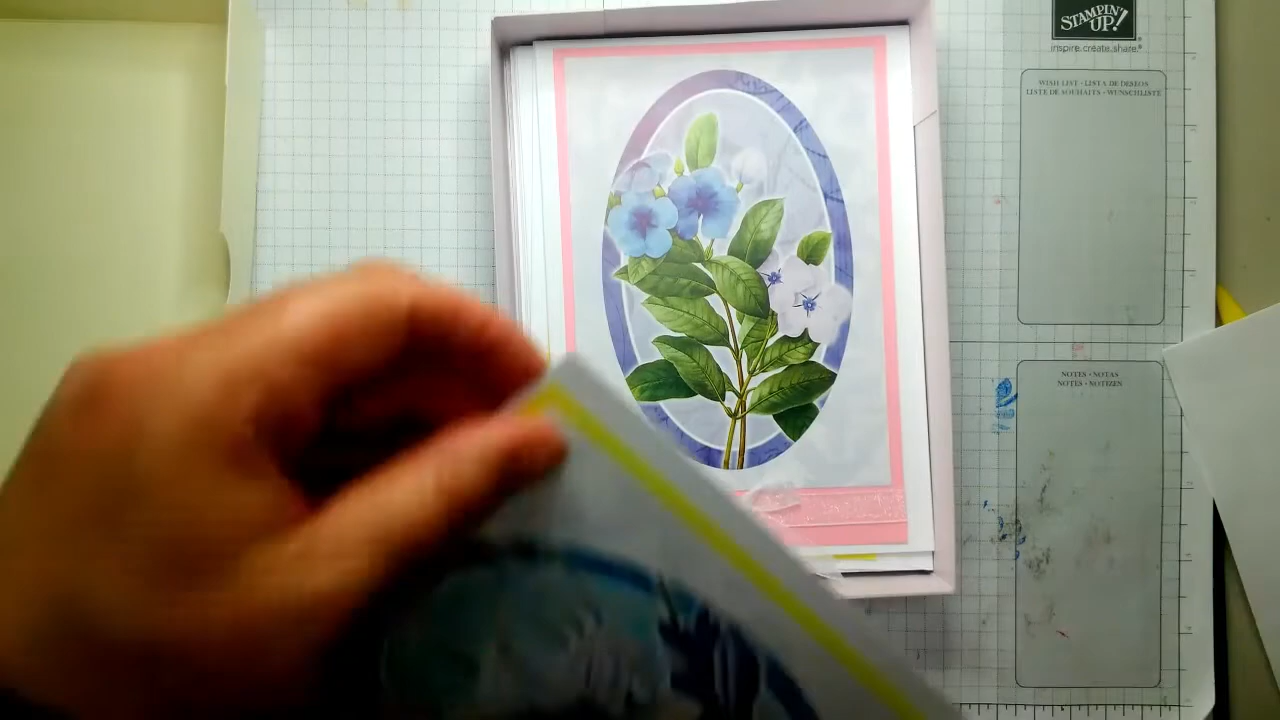 STAMPIN' UP!®
inspire.create.share.®
WISH LIST • LISTA DE DESEOS
LISTE DE SOUHAITS • WUNSCHLISTE
NOTES • NOTAS
NOTES • NOTIZEN